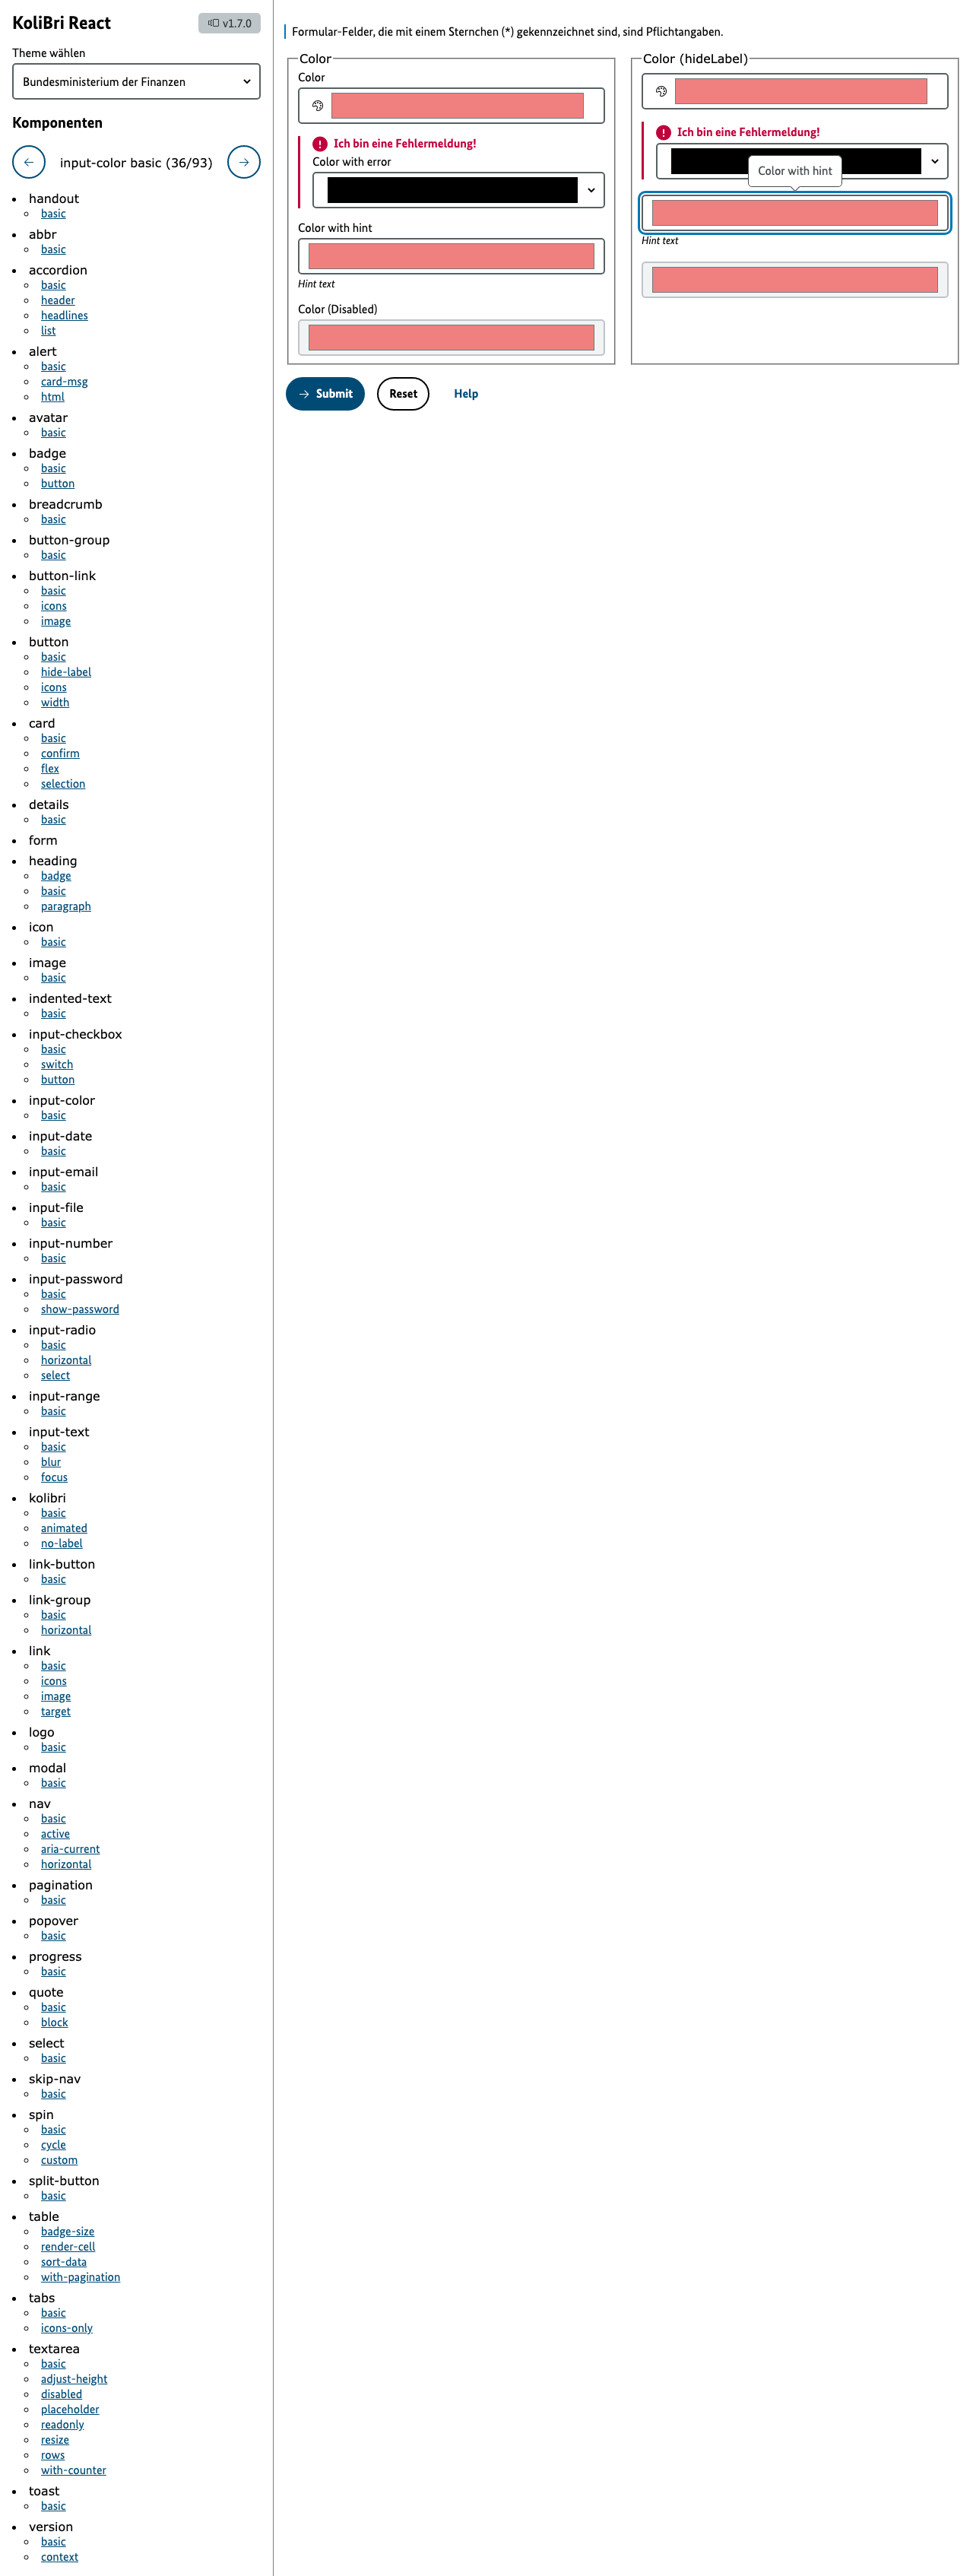 KoliBri React
v1.7.0
Theme wählen
Bundesministerium der Finanzen
Komponenten
input-color basic (36/93)
handout
basic
abbr
basic
accordion
basic
header
headlines
list
alert
basic
card-msg
html
avatar
basic
badge
basic
button
breadcrumb
basic
button-group
basic
button-link
basic
icons
image
button
basic
hide-label
icons
width
card
basic
confirm
flex
selection
details
basic
form
heading
badge
basic
paragraph
icon
basic
image
basic
indented-text
basic
input-checkbox
basic
switch
button
input-color
basic
input-date
basic
input-email
basic
input-file
basic
input-number
basic
input-password
basic
show-password
input-radio
basic
horizontal
select
input-range
basic
input-text
basic
blur
focus
kolibri
basic
animated
no-label
link-button
basic
link-group
basic
horizontal
link
basic
icons
image
target
logo
basic
modal
basic
nav
basic
active
aria-current
horizontal
pagination
basic
popover
basic
progress
basic
quote
basic
block
select
basic
skip-nav
basic
spin
basic
cycle
custom
split-button
basic
table
badge-size
render-cell
sort-data
with-pagination
tabs
basic
icons-only
textarea
basic
adjust-height
disabled
placeholder
readonly
resize
rows
with-counter
toast
basic
version
basic
context
Formular-Felder, die mit einem Sternchen (*) gekennzeichnet sind, sind Pflichtangaben.
Color
Color
Ich bin eine Fehlermeldung!
Color with error
Color with hint
Hint text
Color (Disabled)
Color (hideLabel)
Ich bin eine Fehlermeldung!
Color with hint
Hint text
Submit
Reset
Help